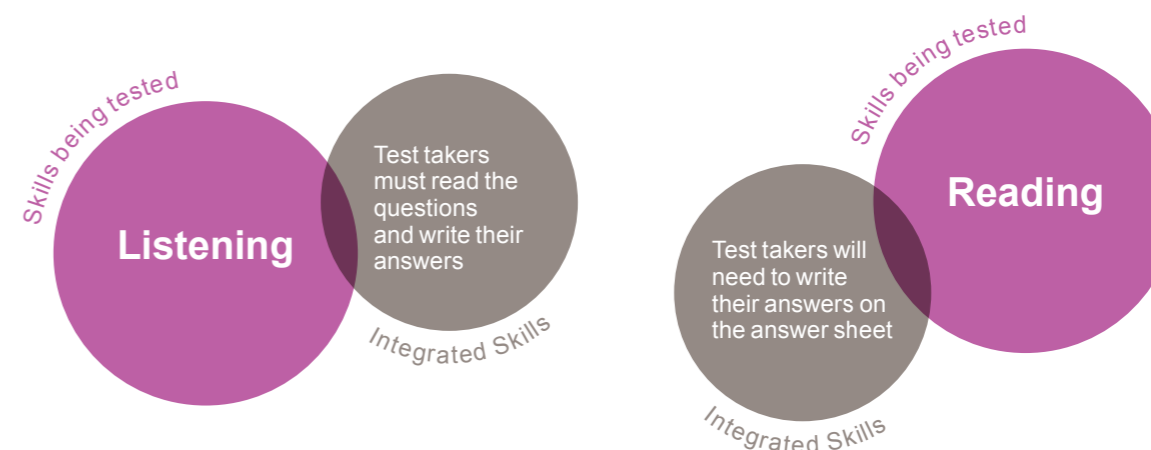 Skills being tested
Listening
Test takers
must read the
questions
and write their
answers
Integrated Skills
Skills being tested
Reading
Test takers will
need to write
their answers on
the answer sheet
Integrated Skills